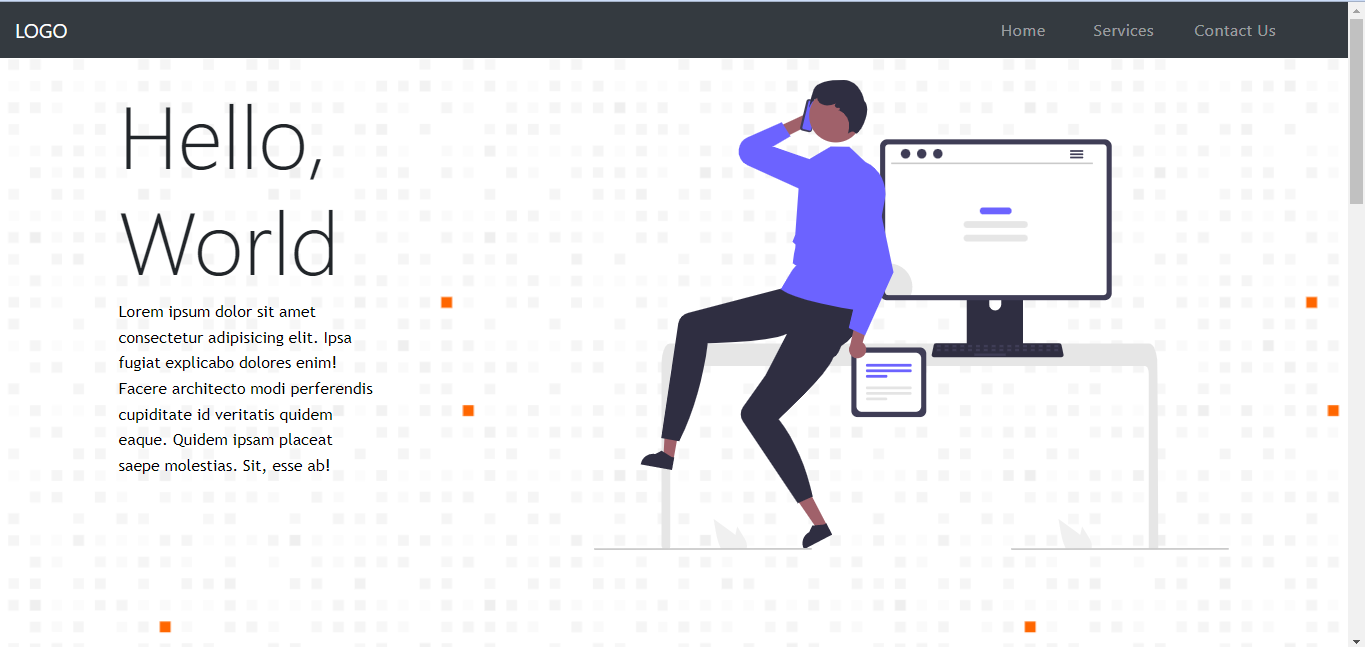 LOGO
Home Services Contact Us
Hello,
World
Lorem ipsum dolor sit amet
consectetur adipisicing elit. Ipsa
fugiat explicabo dolores enim!
Facere architecto modi perferendis
cupiditate id veritatis quidem
eaque. Quidem ipsam placeat
saepe molestias. Sit, esse ab!